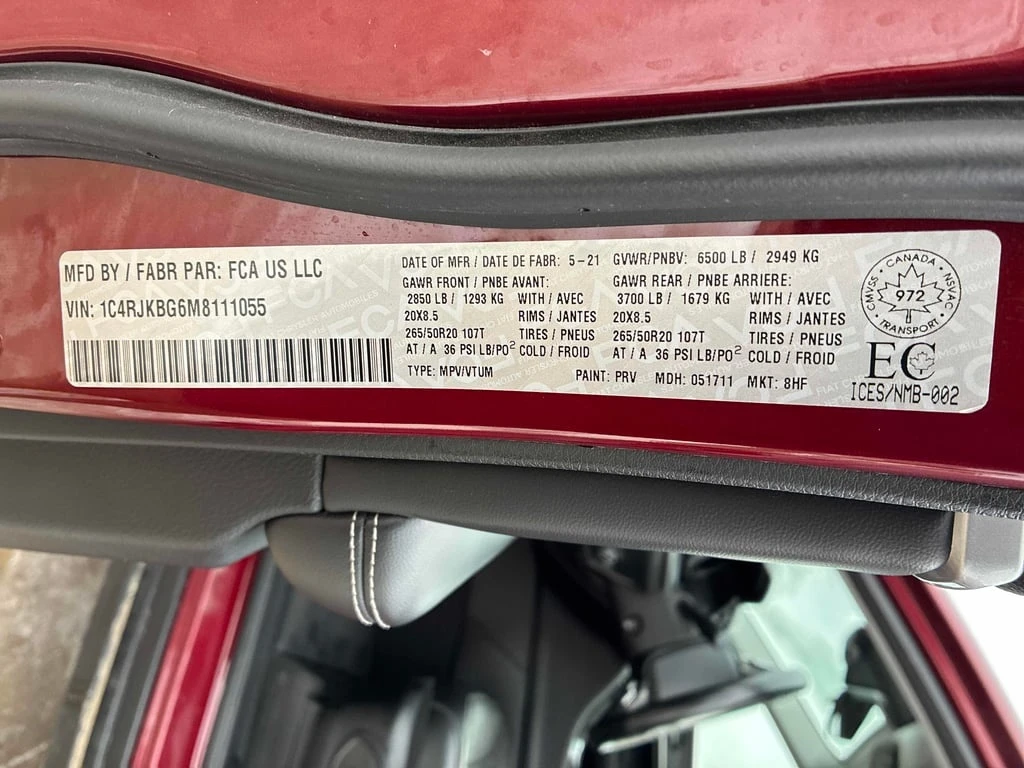 MFD BY / FABR PAR: FCA US LLC
VIN: 1C4RJKBG6M8111055
DATE OF MFR / DATE DE FABR: 5-21
GAWR FRONT / PNBE AVANT:
2850 LB / 1293 KG WITH / AVEC
20X8.5 RIMS / JANTES
265/50R20 107T TIRES / PNEUS
AT / A 36 PSI LB/PO² COLD / FROID
TYPE: MPV/VTUM
GVWR/PNBV: 6500 LB / 2949 KG
GAWR REAR / PNBE ARRIERE:
3700 LB / 1679 KG WITH / AVEC
20X8.5 RIMS / JANTES
265/50R20 107T TIRES / PNEUS
AT / A 36 PSI LB/PO² COLD / FROID
PAINT: PRV MDH: 051711 MKT: 8HF
CANADA
CMVSS 972 NSVAC
TRANSPORT
EC
ICES/NMB-002